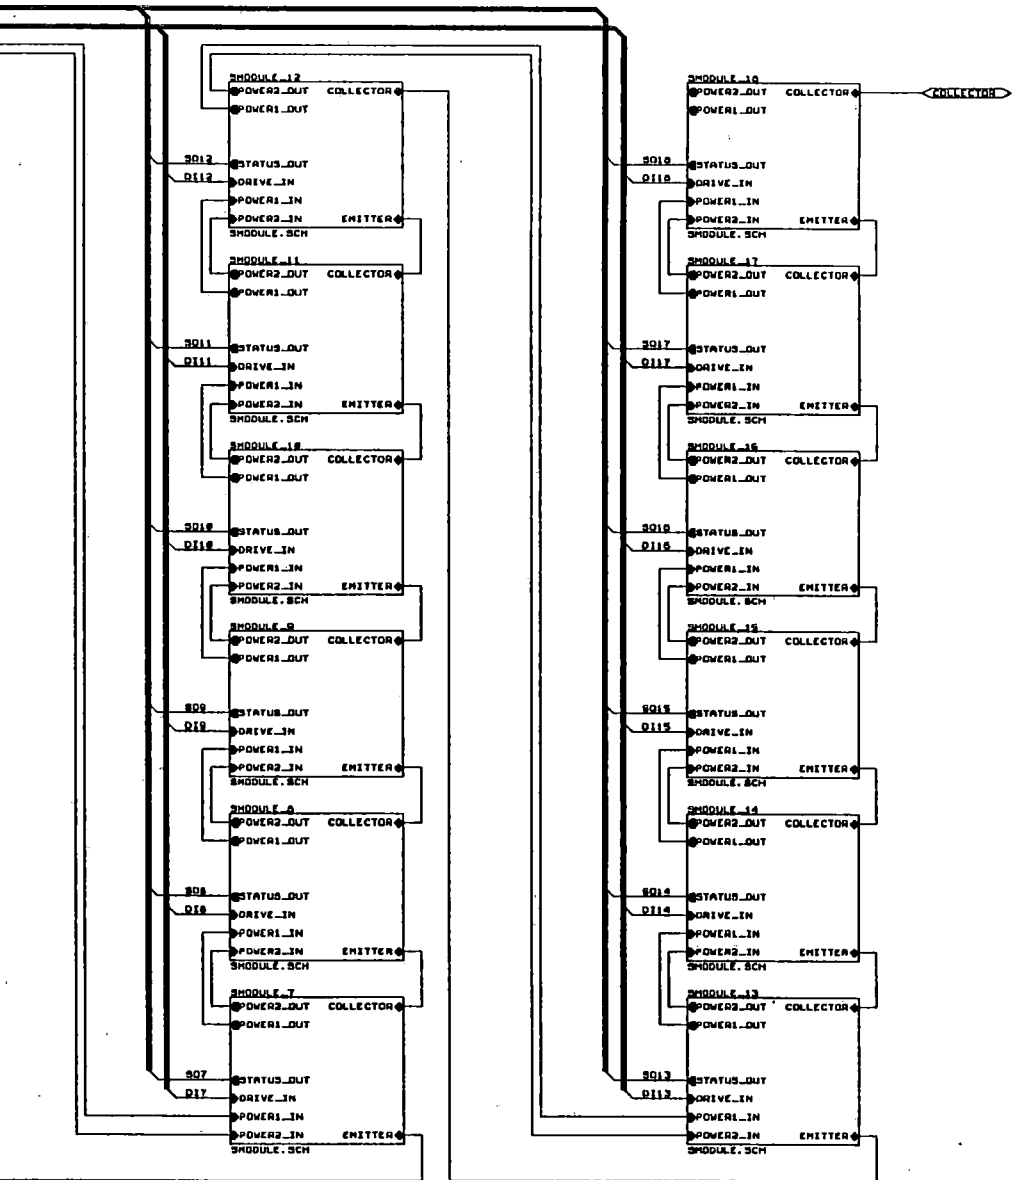 SMODULE_12
POWER2_OUT COLLECTOR
POWER1_OUT
SO12 STATUS_OUT
DI12 DRIVE_IN
POWER1_IN
POWER2_IN EMITTER
SMODULE.SCH
SMODULE_11
POWER2_OUT COLLECTOR
POWER1_OUT
SO11 STATUS_OUT
DI11 DRIVE_IN
POWER1_IN
POWER2_IN EMITTER
SMODULE.SCH
SMODULE_10
POWER2_OUT COLLECTOR
POWER1_OUT
SO10 STATUS_OUT
DI10 DRIVE_IN
POWER1_IN
POWER2_IN EMITTER
SMODULE.SCH
SMODULE_9
POWER2_OUT COLLECTOR
POWER1_OUT
SO9 STATUS_OUT
DI9 DRIVE_IN
POWER1_IN
POWER2_IN EMITTER
SMODULE.SCH
SMODULE_8
POWER2_OUT COLLECTOR
POWER1_OUT
SO8 STATUS_OUT
DI8 DRIVE_IN
POWER1_IN
POWER2_IN EMITTER
SMODULE.SCH
SMODULE_7
POWER2_OUT COLLECTOR
POWER1_OUT
SO7 STATUS_OUT
DI7 DRIVE_IN
POWER1_IN
POWER2_IN EMITTER
SMODULE.SCH
SMODULE_18
POWER2_OUT COLLECTOR
COLLECTOR
POWER1_OUT
SO18 STATUS_OUT
DI18 DRIVE_IN
POWER1_IN
POWER2_IN EMITTER
SMODULE.SCH
SMODULE_17
POWER2_OUT COLLECTOR
POWER1_OUT
SO17 STATUS_OUT
DI17 DRIVE_IN
POWER1_IN
POWER2_IN EMITTER
SMODULE.SCH
SMODULE_16
POWER2_OUT COLLECTOR
POWER1_OUT
SO16 STATUS_OUT
DI16 DRIVE_IN
POWER1_IN
POWER2_IN EMITTER
SMODULE.SCH
SMODULE_15
POWER2_OUT COLLECTOR
POWER1_OUT
SO15 STATUS_OUT
DI15 DRIVE_IN
POWER1_IN
POWER2_IN EMITTER
SMODULE.SCH
SMODULE_14
POWER2_OUT COLLECTOR
POWER1_OUT
SO14 STATUS_OUT
DI14 DRIVE_IN
POWER1_IN
POWER2_IN EMITTER
SMODULE.SCH
SMODULE_13
POWER2_OUT COLLECTOR
POWER1_OUT
SO13 STATUS_OUT
DI13 DRIVE_IN
POWER1_IN
POWER2_IN EMITTER
SMODULE.SCH